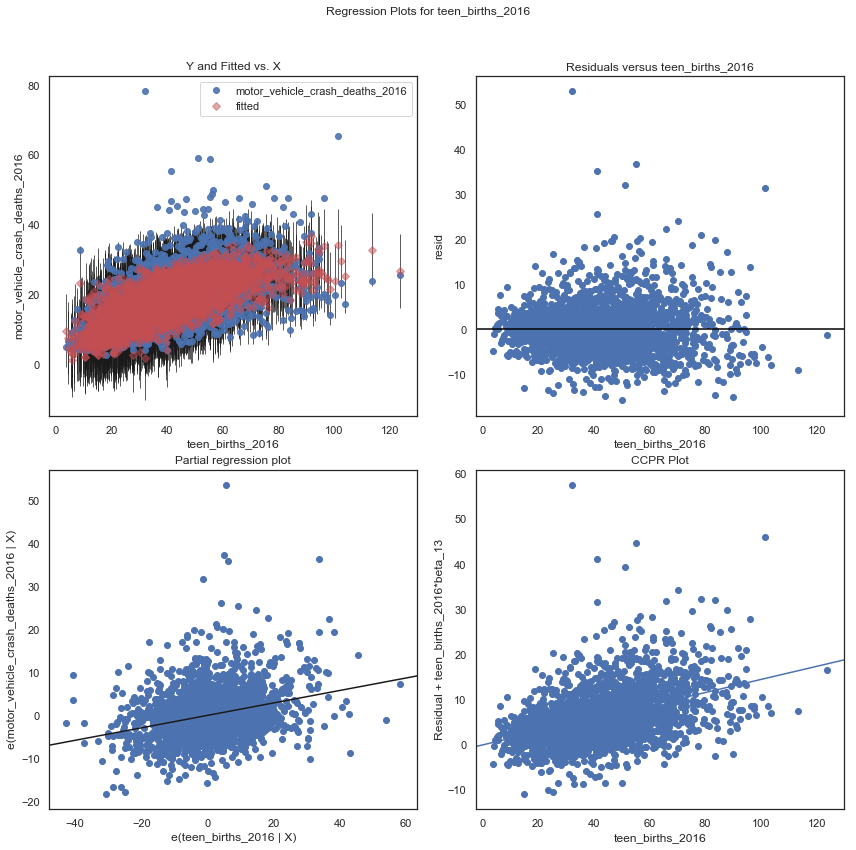 Regression Plots for teen_births_2016
Y and Fitted vs. X
motor_vehicle_crash_deaths_2016
fitted
80
60
40
20
0
motor_vehicle_crash_deaths_2016
0 20 40 60 80 100 120
teen_births_2016
Residuals versus teen_births_2016
50
40
30
20
10
0
−10
resid
0 20 40 60 80 100 120
teen_births_2016
Partial regression plot
50
40
30
20
10
0
−10
−20
e(motor_vehicle_crash_deaths_2016 | X)
−40 −20 0 20 40 60
e(teen_births_2016 | X)
CCPR Plot
60
50
40
30
20
10
0
−10
Residual + teen_births_2016*beta_13
0 20 40 60 80 100 120
teen_births_2016